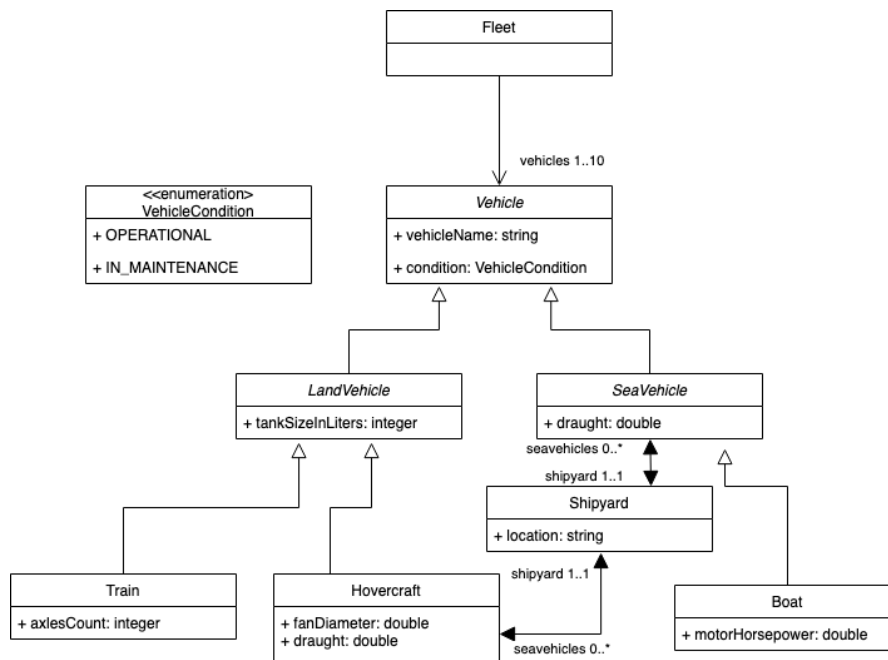 Fleet
vehicles 1..10
<<enumeration>
VehicleCondition
+ OPERATIONAL
+ IN_MAINTENANCE
Vehicle
+ vehicleName: string
+ condition: VehicleCondition
LandVehicle
+ tankSizeInLiters: integer
SeaVehicle
+ draught: double
seavehicles 0..*
shipyard 1..1
Shipyard
+ location: string
shipyard 1..1
Train
+ axlesCount: integer
Hovercraft
+ fanDiameter: double
+ draught: double
seavehicles 0..*
Boat
+ motorHorsepower: double